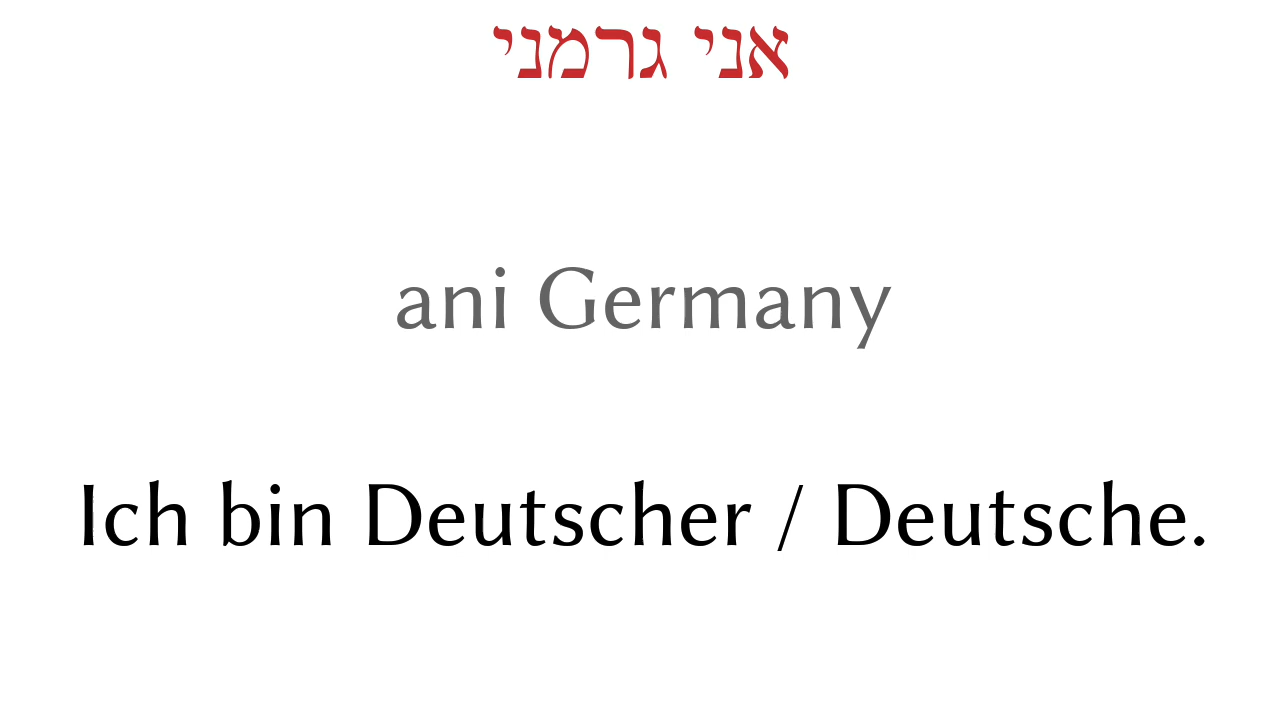 אני גרמני
ani Germany
Ich bin Deutscher / Deutsche.